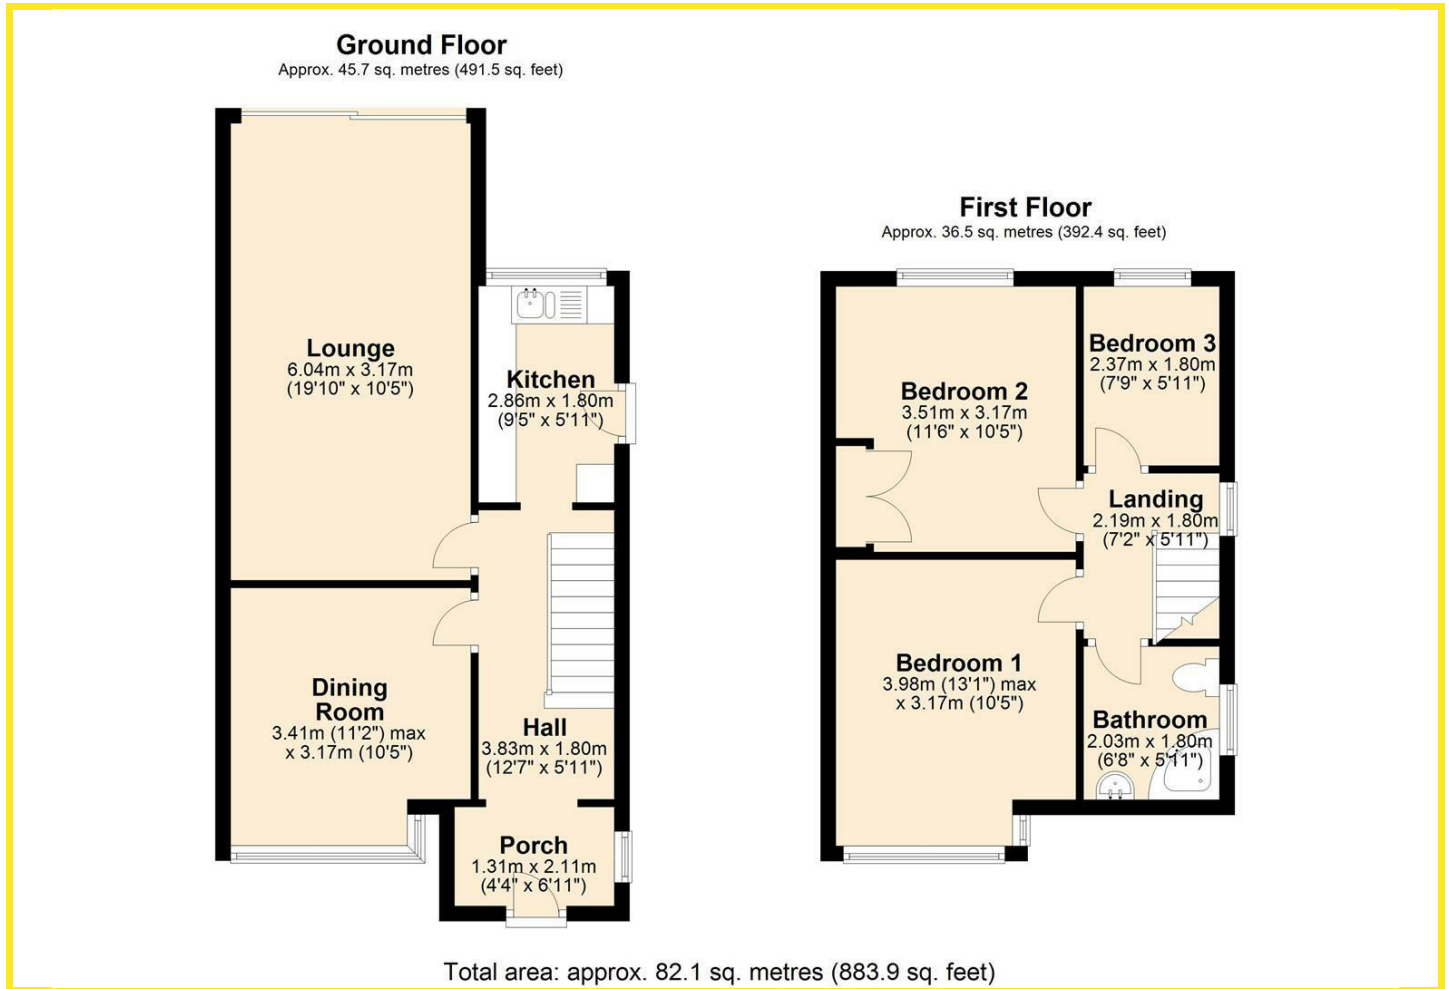 Ground Floor
Approx. 45.7 sq. metres (491.5 sq. feet)
Lounge
6.04m x 3.17m
(19'10" x 10'5")
Kitchen
2.86m x 1.80m
(9'5" x 5'11")
Dining
Room
3.41m (11'2") max
x 3.17m (10'5")
Hall
3.83m x 1.80m
(12'7" x 5'11")
Porch
1.31m x 2.11m
(4'4" x 6'11")
First Floor
Approx. 36.5 sq. metres (392.4 sq. feet)
Bedroom 3
2.37m x 1.80m
(7'9" x 5'11")
Bedroom 2
3.51m x 3.17m
(11'6" x 10'5")
Landing
2.19m x 1.80m
(7'2" x 5'11")
Bedroom 1
3.98m (13'1") max
x 3.17m (10'5")
Bathroom
2.03m x 1.80m
(6'8" x 5'11")
Total area: approx. 82.1 sq. metres (883.9 sq. feet)